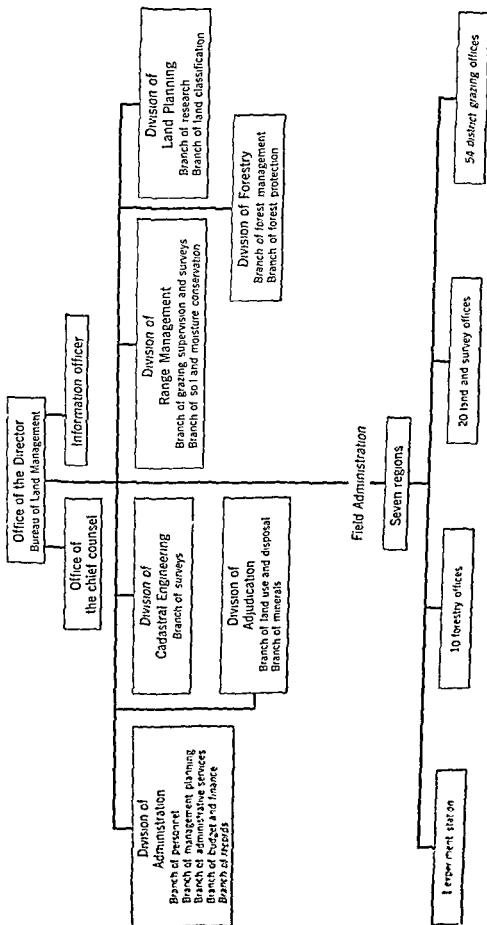 Office of the Director
Bureau of Land Management
Office of
the chief counsel
Information officer
Division of
Administration
Branch of personnel
Branch of management planning
Branch of administrative services
Branch of budget and finance
Branch of records
Division of
Cadastral Engineering
Branch of surveys
Division of
Range Management
Branch of grazing supervision and surveys
Branch of soil and moisture conservation
Division of
Land Planning
Branch of research
Branch of land classification
Division of
Adjudication
Branch of land use and disposal
Branch of minerals
Division of Forestry
Branch of forest management
Branch of forest protection
Field Administration
Seven regions
1 experiment station
10 forestry offices
20 land and survey offices
54 district grazing offices